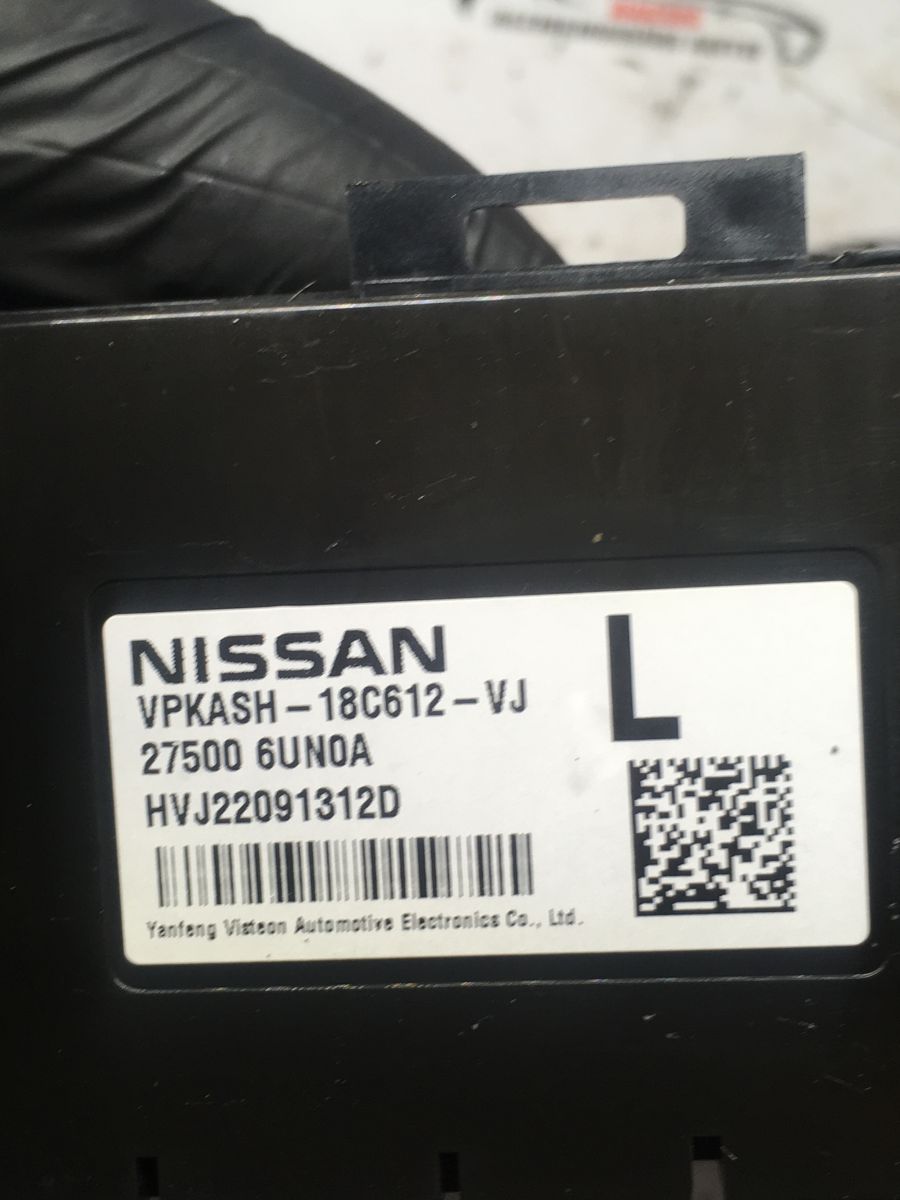 NISSAN
L
VPKASH-18C612-VJ
27500 6UN0A
HVJ22091312D
Yanfeng Visteon Automotive Electronics Co., Ltd.